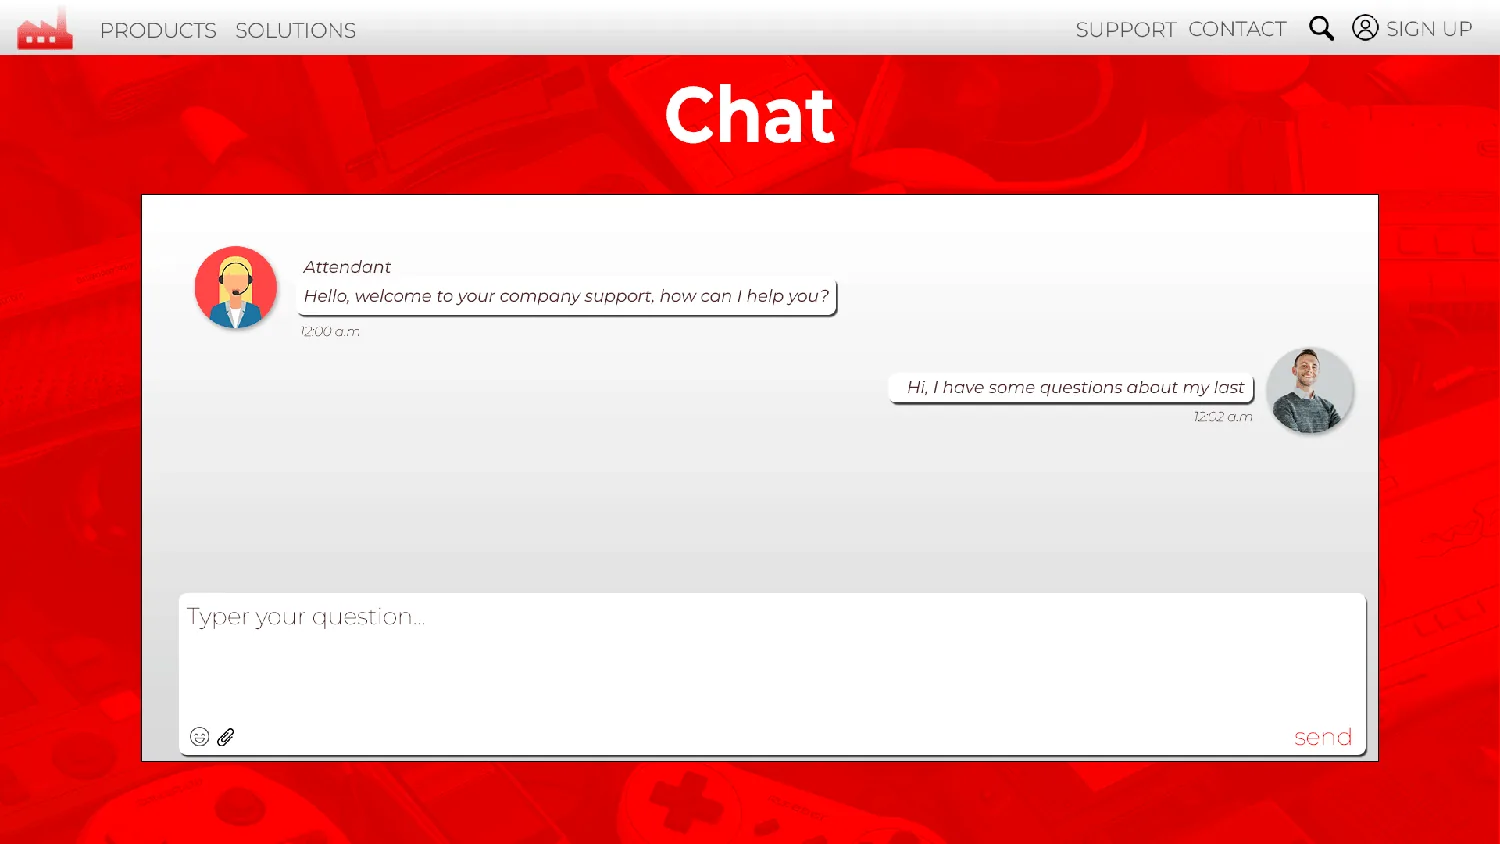 PRODUCTS SOLUTIONS SUPPORT CONTACT SIGN UP
Chat
Attendant
Hello, welcome to your company support, how can I help you?
12:00 a.m
Hi, I have some questions about my last
12:02 a.m
Typer your question...
send